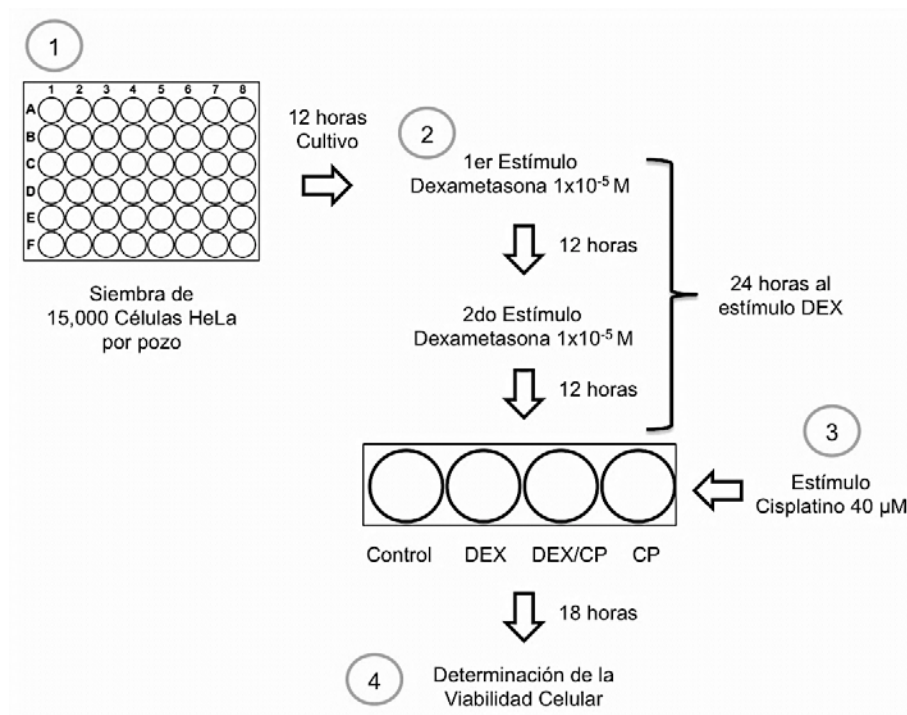 1
1 2 3 4 5 6 7 8
A
B
C
D
E
F
Siembra de
15,000 Células HeLa
por pozo
12 horas
Cultivo
2
1er Estímulo
Dexametasona 1x10⁻⁵ M
12 horas
2do Estímulo
Dexametasona 1x10⁻⁵ M
12 horas
24 horas al
estímulo DEX
3
Estímulo
Cisplatino 40 µM
Control DEX DEX/CP CP
18 horas
4
Determinación de la
Viabilidad Celular